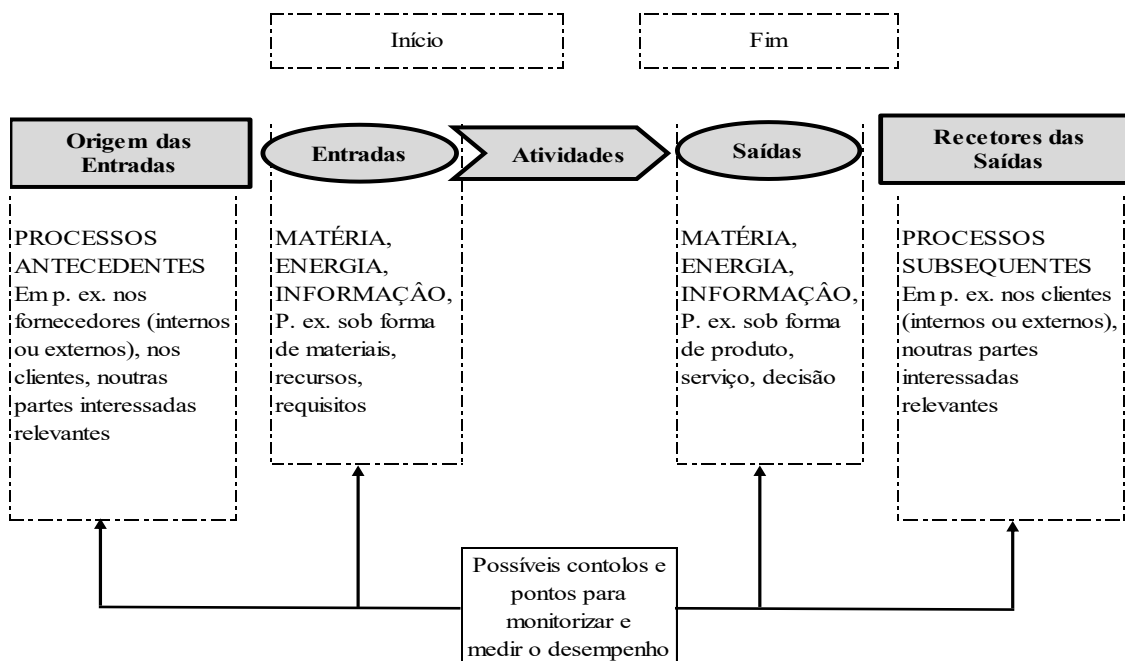 Início
Fim
Origem das
Entradas
Entradas
Atividades
Saídas
Recetores das
Saídas
PROCESSOS
ANTECEDENTES
Em p. ex. nos
fornecedores (internos
ou externos), nos
clientes, noutras
partes interessadas
relevantes
MATÉRIA,
ENERGIA,
INFORMAÇÂO,
P. ex. sob forma
de materiais,
recursos,
requisitos
MATÉRIA,
ENERGIA,
INFORMAÇÂO,
P. ex. sob forma
de produto,
serviço, decisão
PROCESSOS
SUBSEQUENTES
Em p. ex. nos clientes
(internos ou externos),
noutras partes
interessadas
relevantes
Possíveis contolos e
pontos para
monitorizar e
medir o desempenho